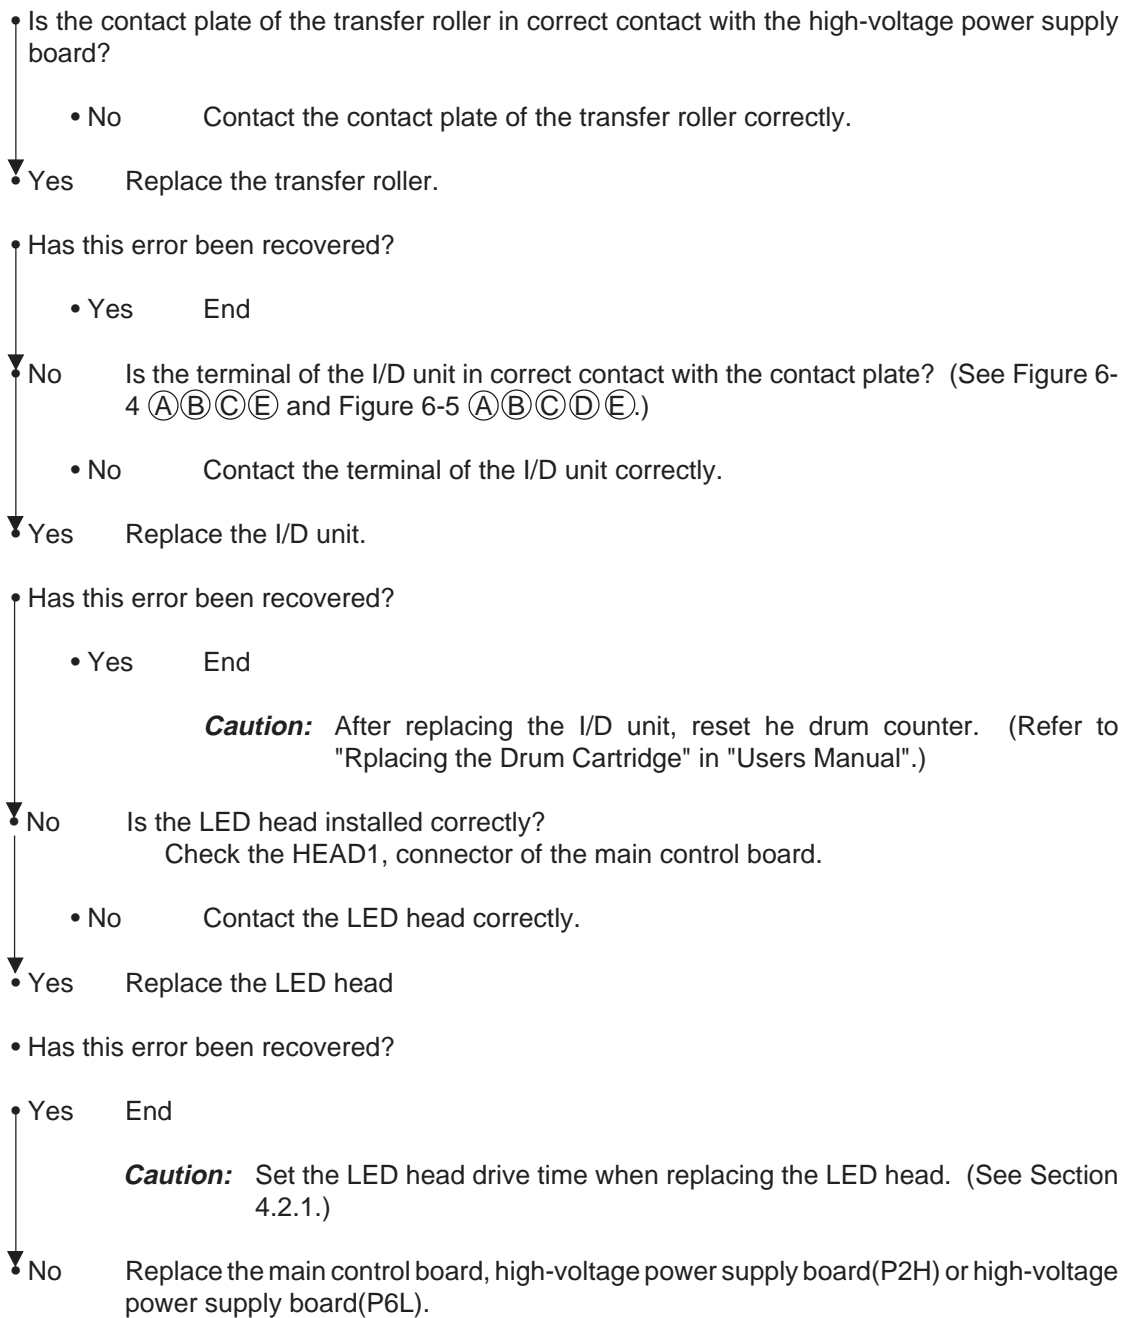 • Is the contact plate of the transfer roller in correct contact with the high-voltage power supply
board?
• No Contact the contact plate of the transfer roller correctly.
• Yes Replace the transfer roller.
• Has this error been recovered?
• Yes End
• No Is the terminal of the I/D unit in correct contact with the contact plate? (See Figure 6-
4 ⒶⒷⒸⒺ and Figure 6-5 ⒶⒷⒸⒹⒺ.)
• No Contact the terminal of the I/D unit correctly.
• Yes Replace the I/D unit.
• Has this error been recovered?
• Yes End
Caution: After replacing the I/D unit, reset he drum counter. (Refer to
"Rplacing the Drum Cartridge" in "Users Manual".)
• No Is the LED head installed correctly?
Check the HEAD1, connector of the main control board.
• No Contact the LED head correctly.
• Yes Replace the LED head
• Has this error been recovered?
• Yes End
Caution: Set the LED head drive time when replacing the LED head. (See Section
4.2.1.)
• No Replace the main control board, high-voltage power supply board(P2H) or high-voltage
power supply board(P6L).